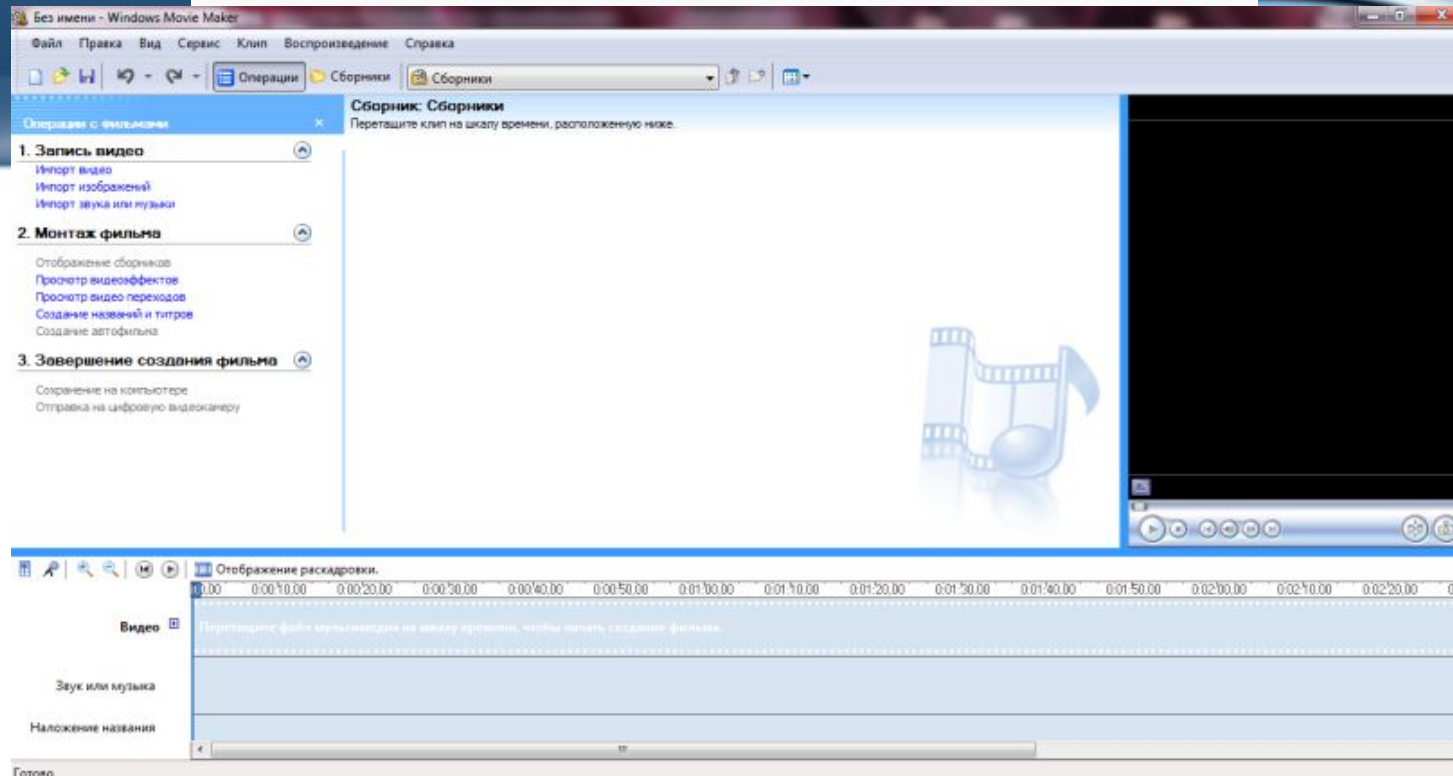 Без имени - Windows Movie Maker
Файл Правка Вид Сервис Клип Воспроизведение Справка
Операции Сборники Сборники
Операции с фильмами
Сборник: Сборники
Перетащите клип на шкалу времени, расположенную ниже.
1. Запись видео
Импорт видео
Импорт изображений
Импорт звука или музыки
2. Монтаж фильма
Отображение сборников
Просмотр видеоэффектов
Просмотр видео переходов
Создание названий и титров
Создание автофильма
3. Завершение создания фильма
Сохранение на компьютере
Отправка на цифровую видеокамеру
Отображение раскадровки.
0:00:10,00 0:00:20,00 0:00:30,00 0:00:40,00 0:00:50,00 0:01:00,00 0:01:10,00 0:01:20,00 0:01:30,00 0:01:40,00 0:01:50,00 0:02:00,00 0:02:10,00 0:02:20,00
Видео
Перетащите файл мультимедиа на шкалу времени, чтобы начать создание фильма.
Звук или музыка
Наложение названия
Готово